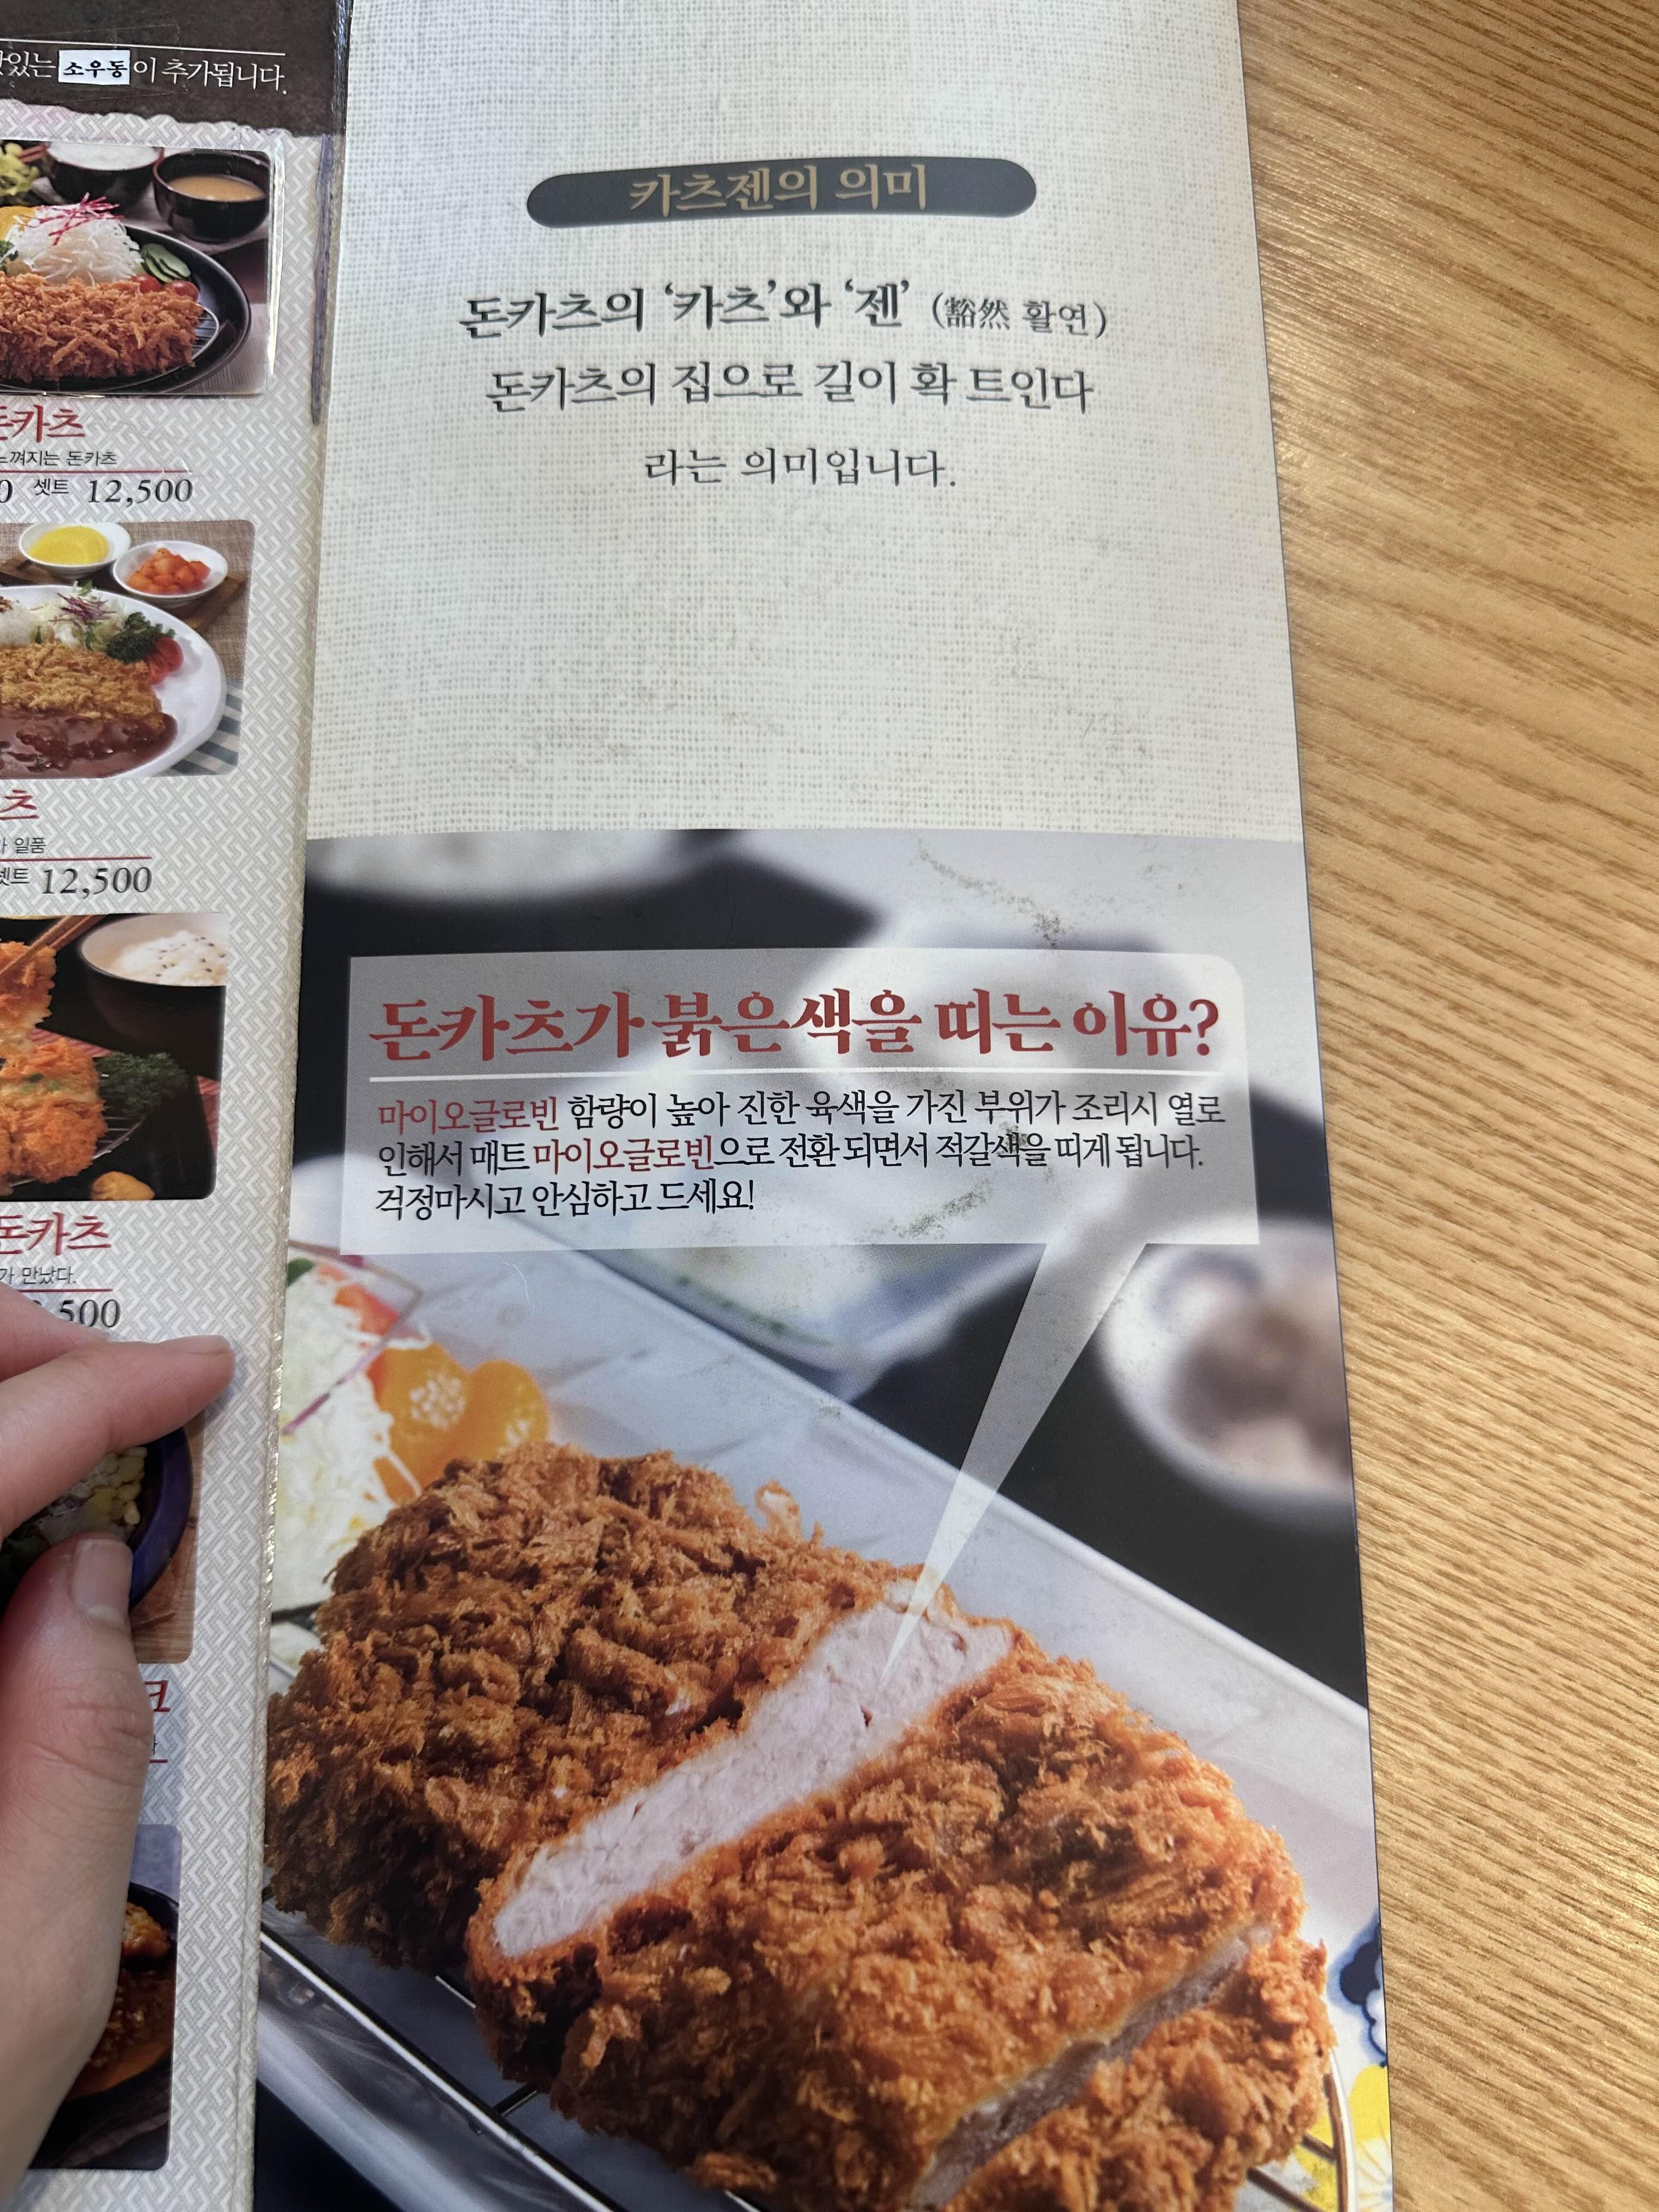 맛있는 소우동이 추가됩니다.
돈카츠
느껴지는 돈카츠
0 셋트 12,500
츠
가 일품
셋트 12,500
돈카츠
가 만났다.
,500
크
카츠젠의 의미
돈카츠의 ‘카츠’와 ‘젠’ (豁然 활연)
돈카츠의 집으로 길이 확 트인다
라는 의미입니다.
돈카츠가 붉은색을 띠는 이유?
마이오글로빈 함량이 높아 진한 육색을 가진 부위가 조리시 열로
인해서 매트 마이오글로빈으로 전환 되면서 적갈색을 띠게 됩니다.
걱정마시고 안심하고 드세요!